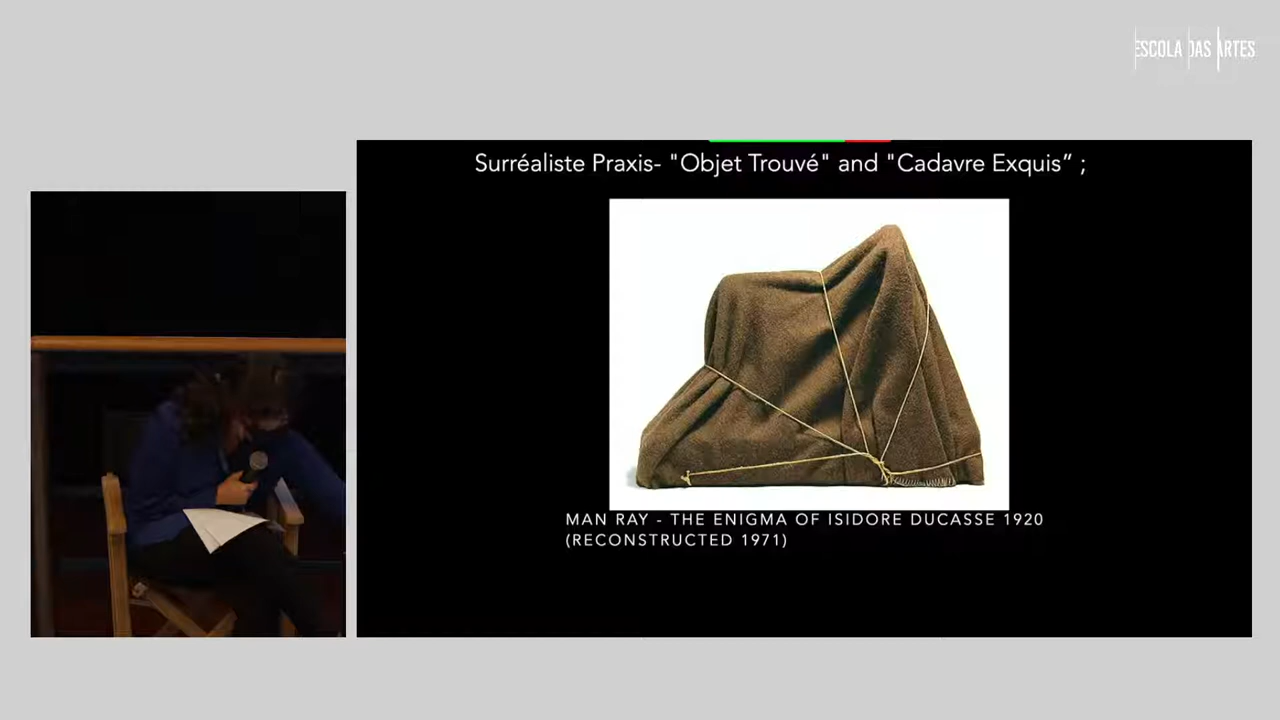 ESCOLA DAS ARTES
Surréaliste Praxis- "Objet Trouvé" and "Cadavre Exquis“ ;
MAN RAY - THE ENIGMA OF ISIDORE DUCASSE 1920
(RECONSTRUCTED 1971)